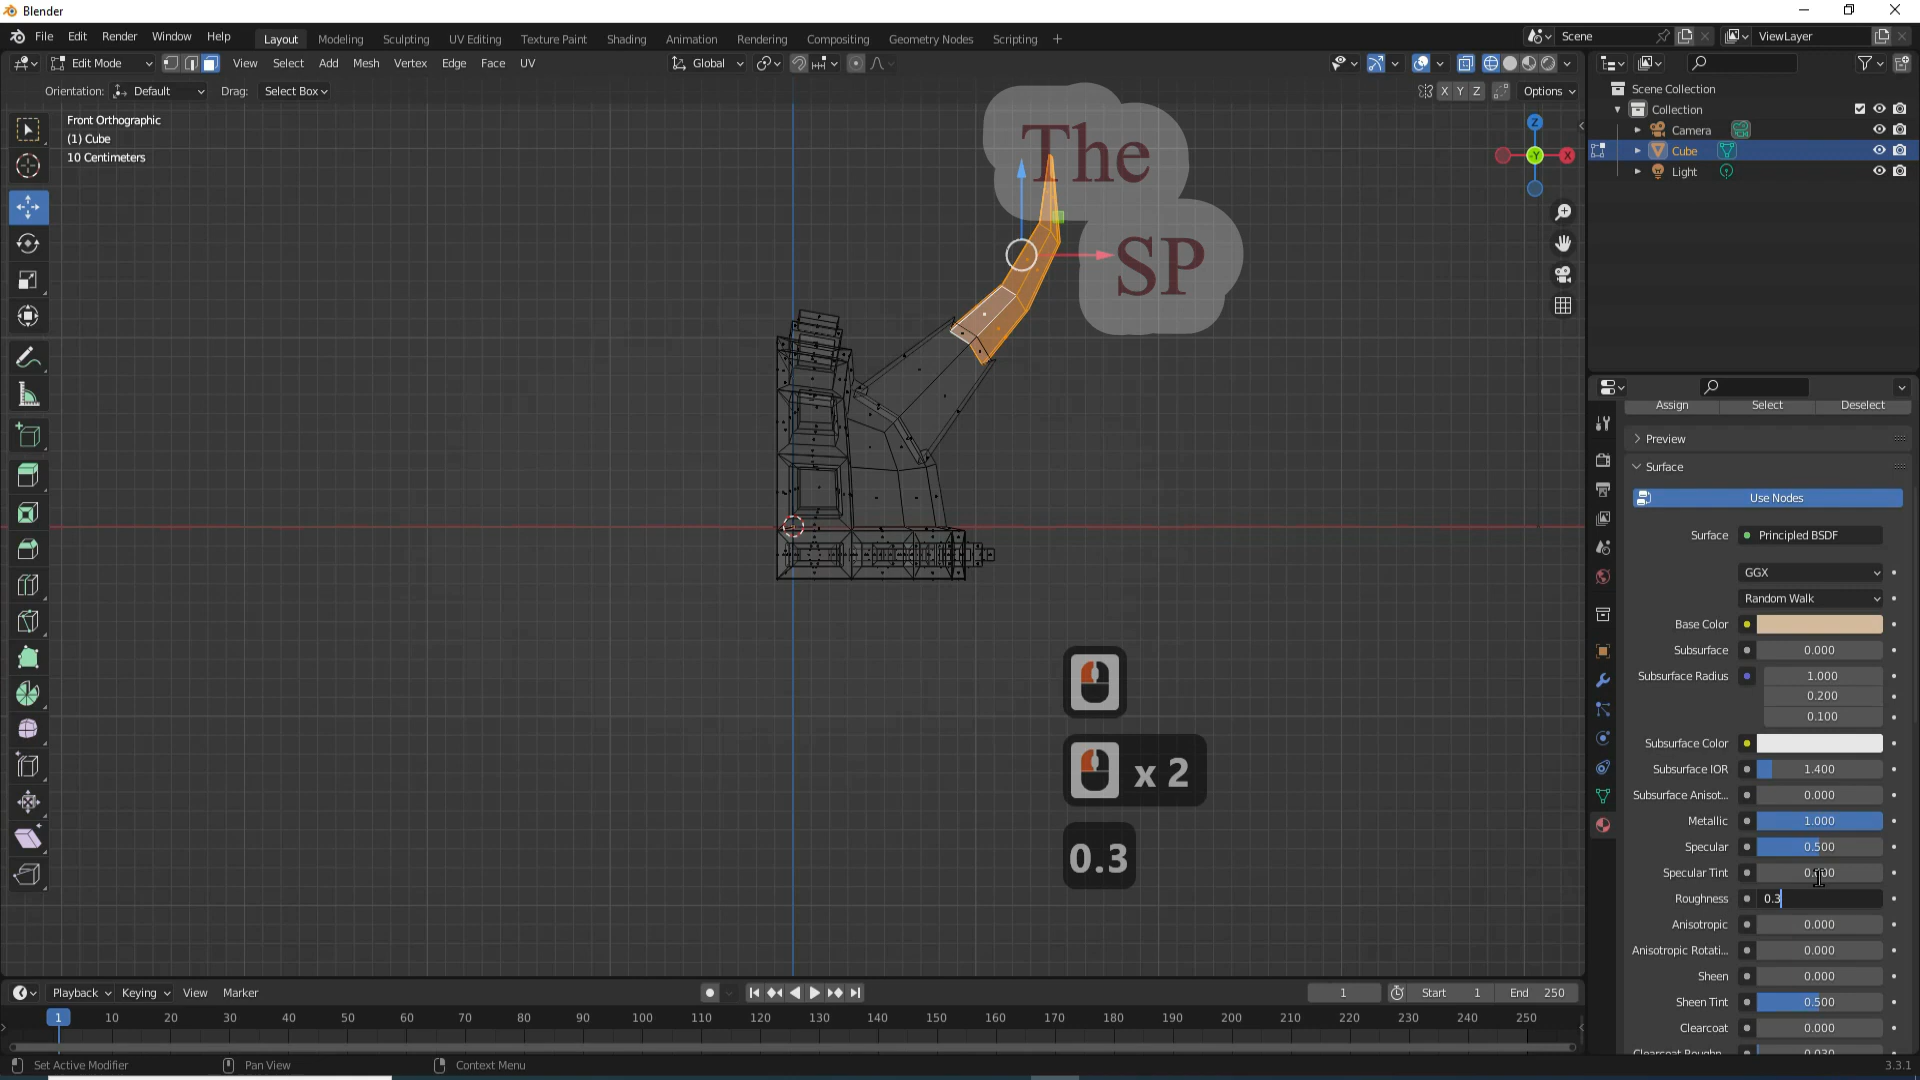 Blender
File Edit Render Window Help
Layout Modeling Sculpting UV Editing Texture Paint Shading Animation Rendering Compositing Geometry Nodes Scripting +
Scene
ViewLayer
Edit Mode View Select Add Mesh Vertex Edge Face UV
Global
Orientation: Default Drag: Select Box
X Y Z Options
Front Orthographic
(1) Cube
10 Centimeters
The
SP
Z
-Y
X
Scene Collection
Collection
Camera
Cube
Light
Assign Select Deselect
Preview
Surface
Use Nodes
Surface Principled BSDF
GGX
Random Walk
Base Color
Subsurface 0.000
Subsurface Radius 1.000
0.200
0.100
Subsurface Color
Subsurface IOR 1.400
Subsurface Anisot... 0.000
Metallic 1.000
Specular 0.500
Specular Tint
Roughness 0.3
Anisotropic 0.000
Anisotropic Rotati... 0.000
Sheen 0.000
Sheen Tint 0.500
Clearcoat 0.000
x 2
0.3
Playback Keying View Marker
1 Start 1 End 250
1 10 20 30 40 50 60 70 80 90 100 110 120 130 140 150 160 170 180 190 200 210 220 230 240 250
Set Active Modifier Pan View Context Menu
3.3.1